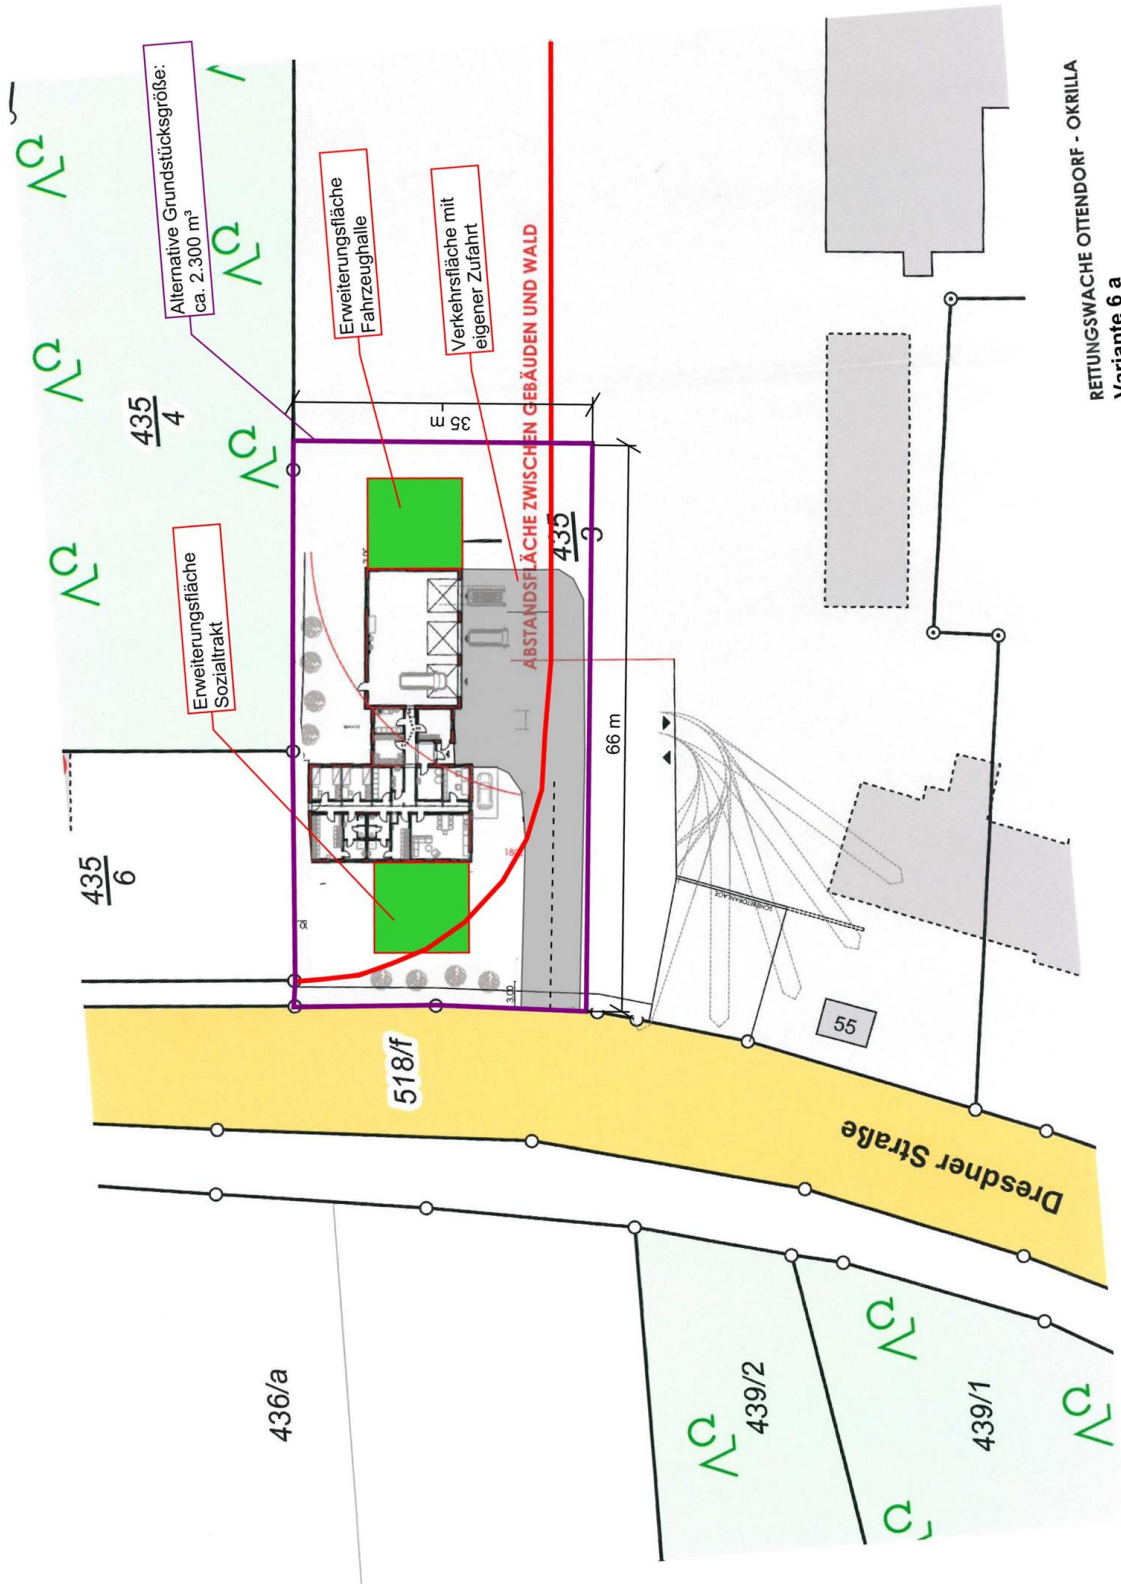 Alternative Grundstücksgröße:
ca. 2.300 m³
Erweiterungsfläche
Fahrzeughalle
Verkehrsfläche mit
eigener Zufahrt
Erweiterungsfläche
Sozialtrakt
ABSTANDSFLÄCHE ZWISCHEN GEBÄUDEN UND WALD
435
4
435
6
435
3
35 m
66 m
3.00
518/f
Dresdner Straße
55
436/a
439/2
439/1
RETTUNGSWACHE OTTENDORF - OKRILLA
Variante 6 a